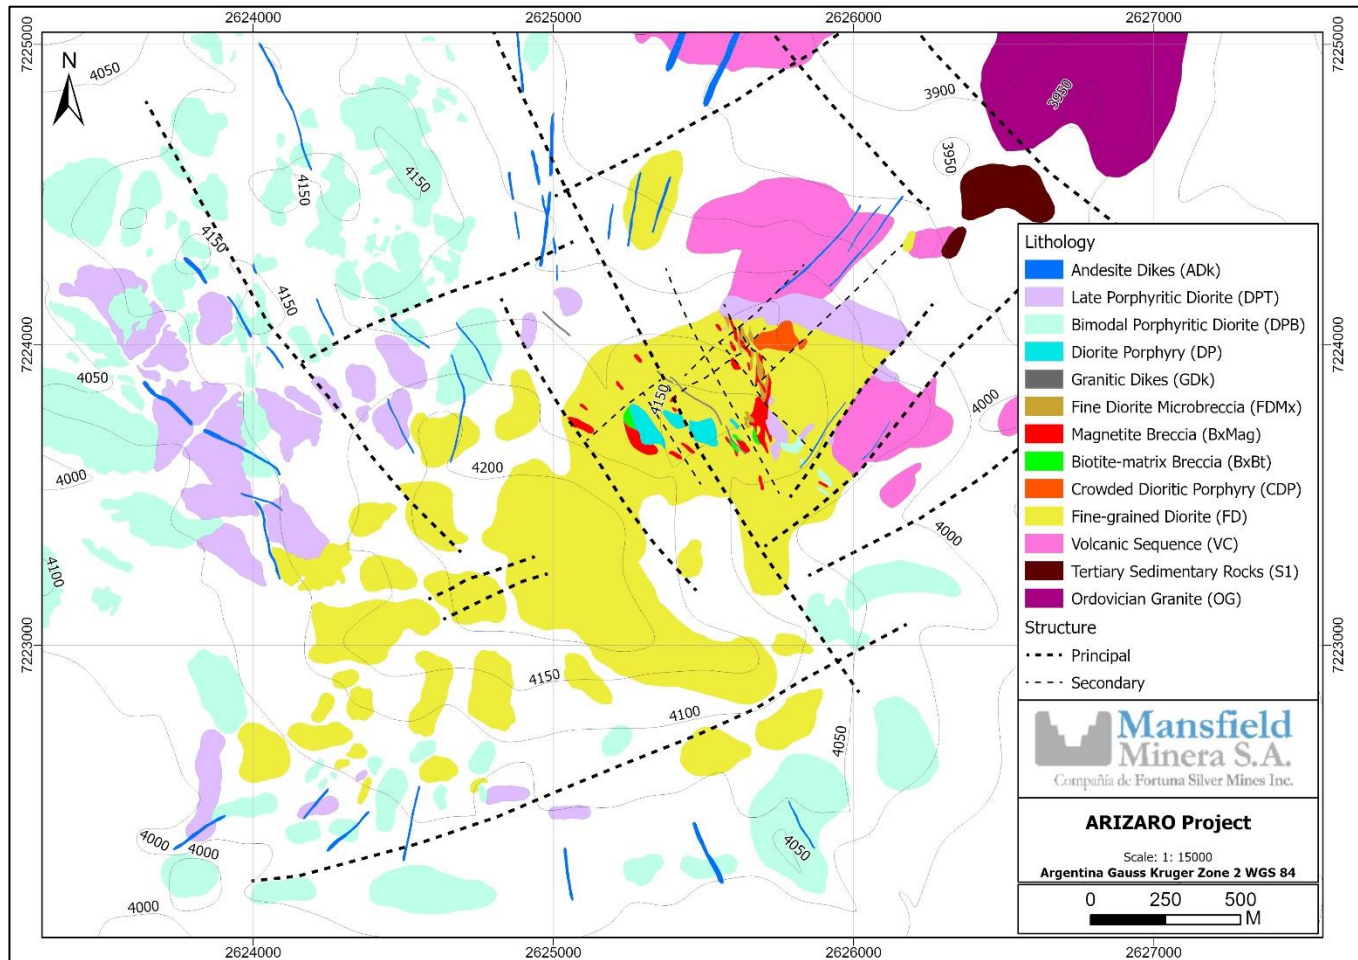 2624000
2625000
2626000
2627000
7225000
7225000
N
4050
3900
3950
3950
4150
4150
4150
4150
4050
4150
4000
4200
4000
4000
4100
4150
4100
4050
4000
4000
4050
4000
7224000
7224000
7223000
7223000
Lithology
Andesite Dikes (ADk)
Late Porphyritic Diorite (DPT)
Bimodal Porphyritic Diorite (DPB)
Diorite Porphyry (DP)
Granitic Dikes (GDk)
Fine Diorite Microbreccia (FDMx)
Magnetite Breccia (BxMag)
Biotite-matrix Breccia (BxBt)
Crowded Dioritic Porphyry (CDP)
Fine-grained Diorite (FD)
Volcanic Sequence (VC)
Tertiary Sedimentary Rocks (S1)
Ordovician Granite (OG)
Structure
Principal
Secondary
Mansfield
Minera S.A.
Compañia de Fortuna Silver Mines Inc.
ARIZARO Project
Scale: 1: 15000
Argentina Gauss Kruger Zone 2 WGS 84
0 250 500
M
2624000
2625000
2626000
2627000